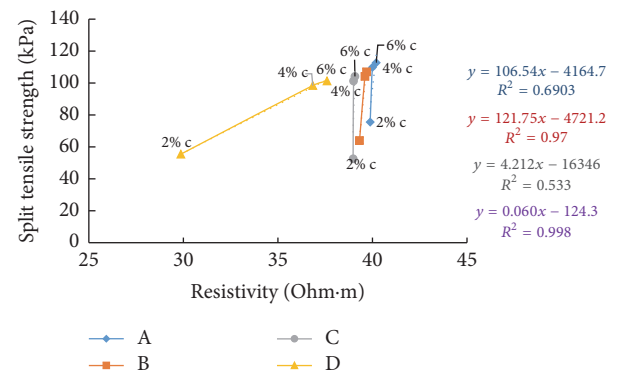 Split tensile strength (kPa)
140
120
100
80
60
40
20
0
25
30
35
40
45
Resistivity (Ohm·m)
2% c
4% c
6% c
6% c
4% c
2% c
6% c
4% c
2% c
y = 106.54x − 4164.7
R² = 0.6903
y = 121.75x − 4721.2
R² = 0.97
y = 4.212x − 16346
R² = 0.533
y = 0.060x − 124.3
R² = 0.998
A
B
C
D